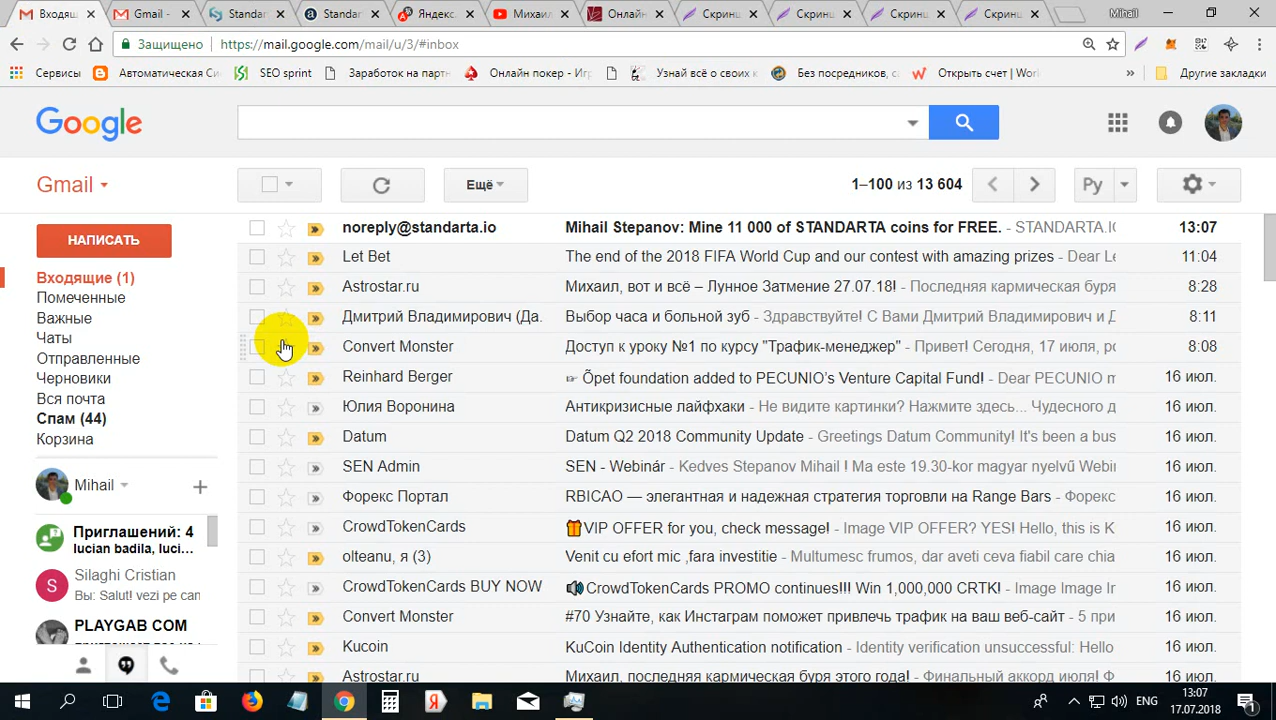 Входящ
Gmail -
Standar
Standar
Яндекс.
Михаил
Онлайн
Скринш
Скринш
Скринш
Скринш
Mihail
Защищено
https://mail.google.com/mail/u/3/#inbox
Сервисы
Автоматическая Си
SEO sprint
Заработок на парт
Онлайн покер - Иг
Узнай всё о своих к
Без посредников, с
Открыть счет | Wor
»
Другие закладки
Google
Gmail
Ещё
1–100 из 13 604
Ру
НАПИСАТЬ
Входящие (1)
Помеченные
Важные
Чаты
Отправленные
Черновики
Вся почта
Спам (44)
Корзина
Mihail
Приглашений: 4
lucian badila, luci...
Silaghi Cristian
Вы: Salut! vezi pe can
PLAYGAB COM
noreply@standarta.io Mihail Stepanov: Mine 11 000 of STANDARTA coins for FREE. - STANDARTA.IC 13:07
Let Bet The end of the 2018 FIFA World Cup and our contest with amazing prizes - Dear Le 11:04
Astrostar.ru Михаил, вот и всё – Лунное Затмение 27.07.18! - Последняя кармическая буря 8:28
Дмитрий Владимирович (Да. Выбор часа и больной зуб - Здравствуйте! С Вами Дмитрий Владимирович и Д 8:11
Convert Monster Доступ к уроку №1 по курсу "Трафик-менеджер" - Привет! Сегодня, 17 июля, ро 8:08
Reinhard Berger ☞ Õpet foundation added to PECUNIO's Venture Capital Fund! - Dear PECUNIO m 16 июл.
Юлия Воронина Антикризисные лайфхаки - Не видите картинки? Нажмите здесь... Чудесного д 16 июл.
Datum Datum Q2 2018 Community Update - Greetings Datum Community! It's been a bus 16 июл.
SEN Admin SEN - Webinár - Kedves Stepanov Mihail ! Ma este 19.30-kor magyar nyelvű Webin 16 июл.
Форекс Портал RBICAO — элегантная и надежная стратегия торговли на Range Bars - Форекс 16 июл.
CrowdTokenCards VIP OFFER for you, check message! - Image VIP OFFER? YES! Hello, this is K 16 июл.
olteanu, я (3) Venit cu efort mic ,fara investitie - Multumesc frumos, dar aveti ceva fiabil care chia 16 июл.
CrowdTokenCards BUY NOW CrowdTokenCards PROMO continues!!! Win 1,000,000 CRTK! - Image Image Ir 16 июл.
Convert Monster #70 Узнайте, как Инстаграм поможет привлечь трафик на ваш веб-сайт - 5 при 16 июл.
Kucoin KuCoin Identity Authentication notification - Identity verification unsuccessful:Hello 16 июл.
Astrostar.ru Михаил, последняя кармическая буря этого года! - Финальный аккорд июля! С 16 июл.
ENG
13:07
17.07.2018
1